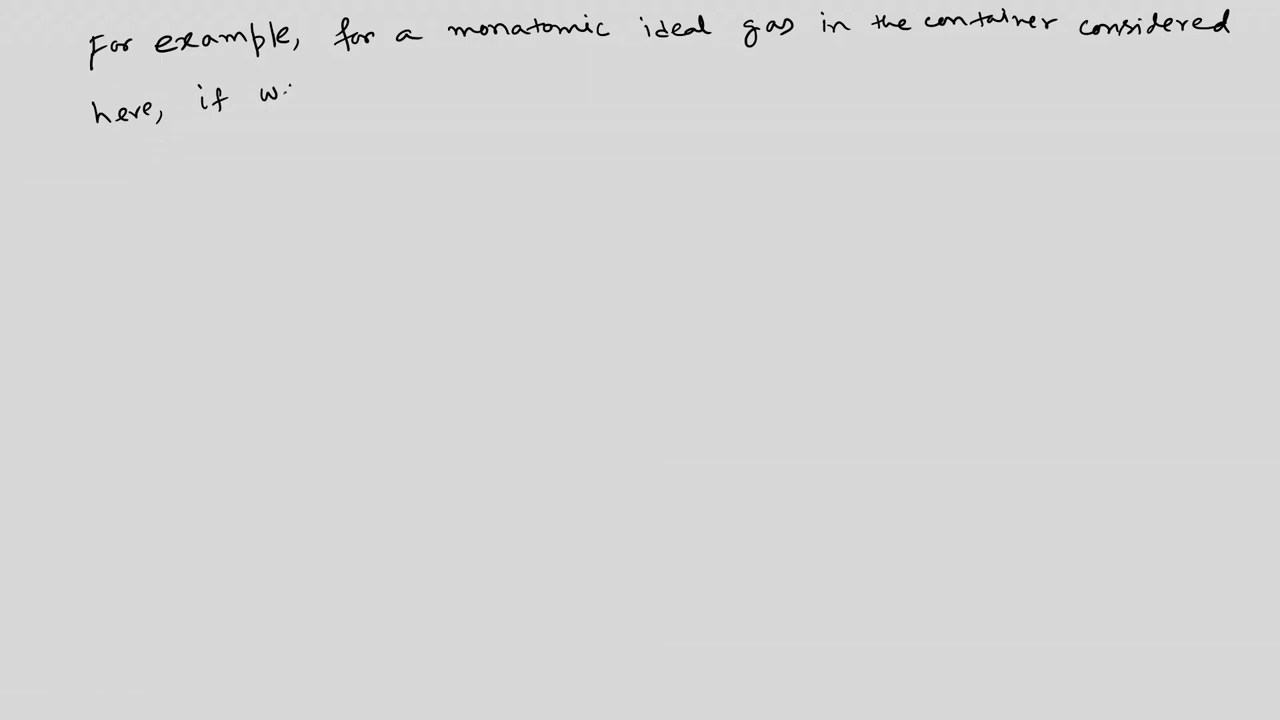 For example, for a monatomic ideal gas in the container considered
here, if